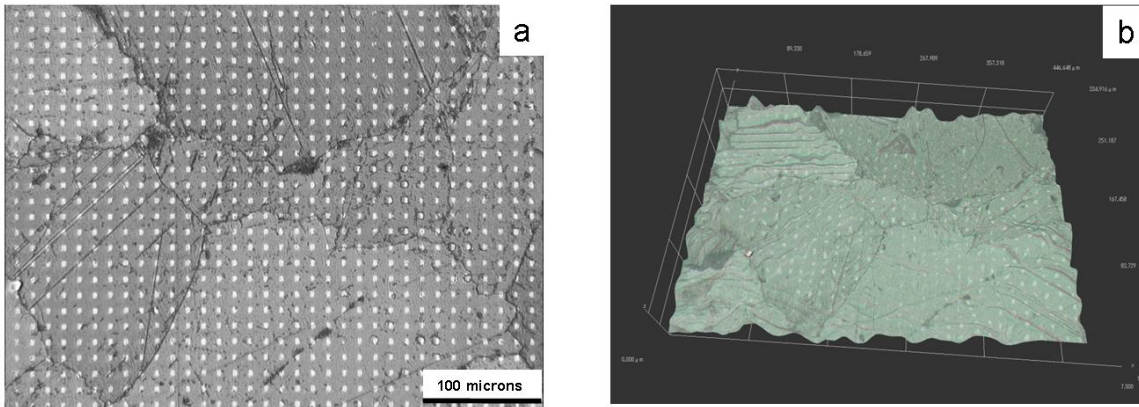 a
100 microns
b
89.330
178.659
267.989
357.318
446.648 µm
334.916 µm
251.187
167.458
83.729
0.000 µm
7.500